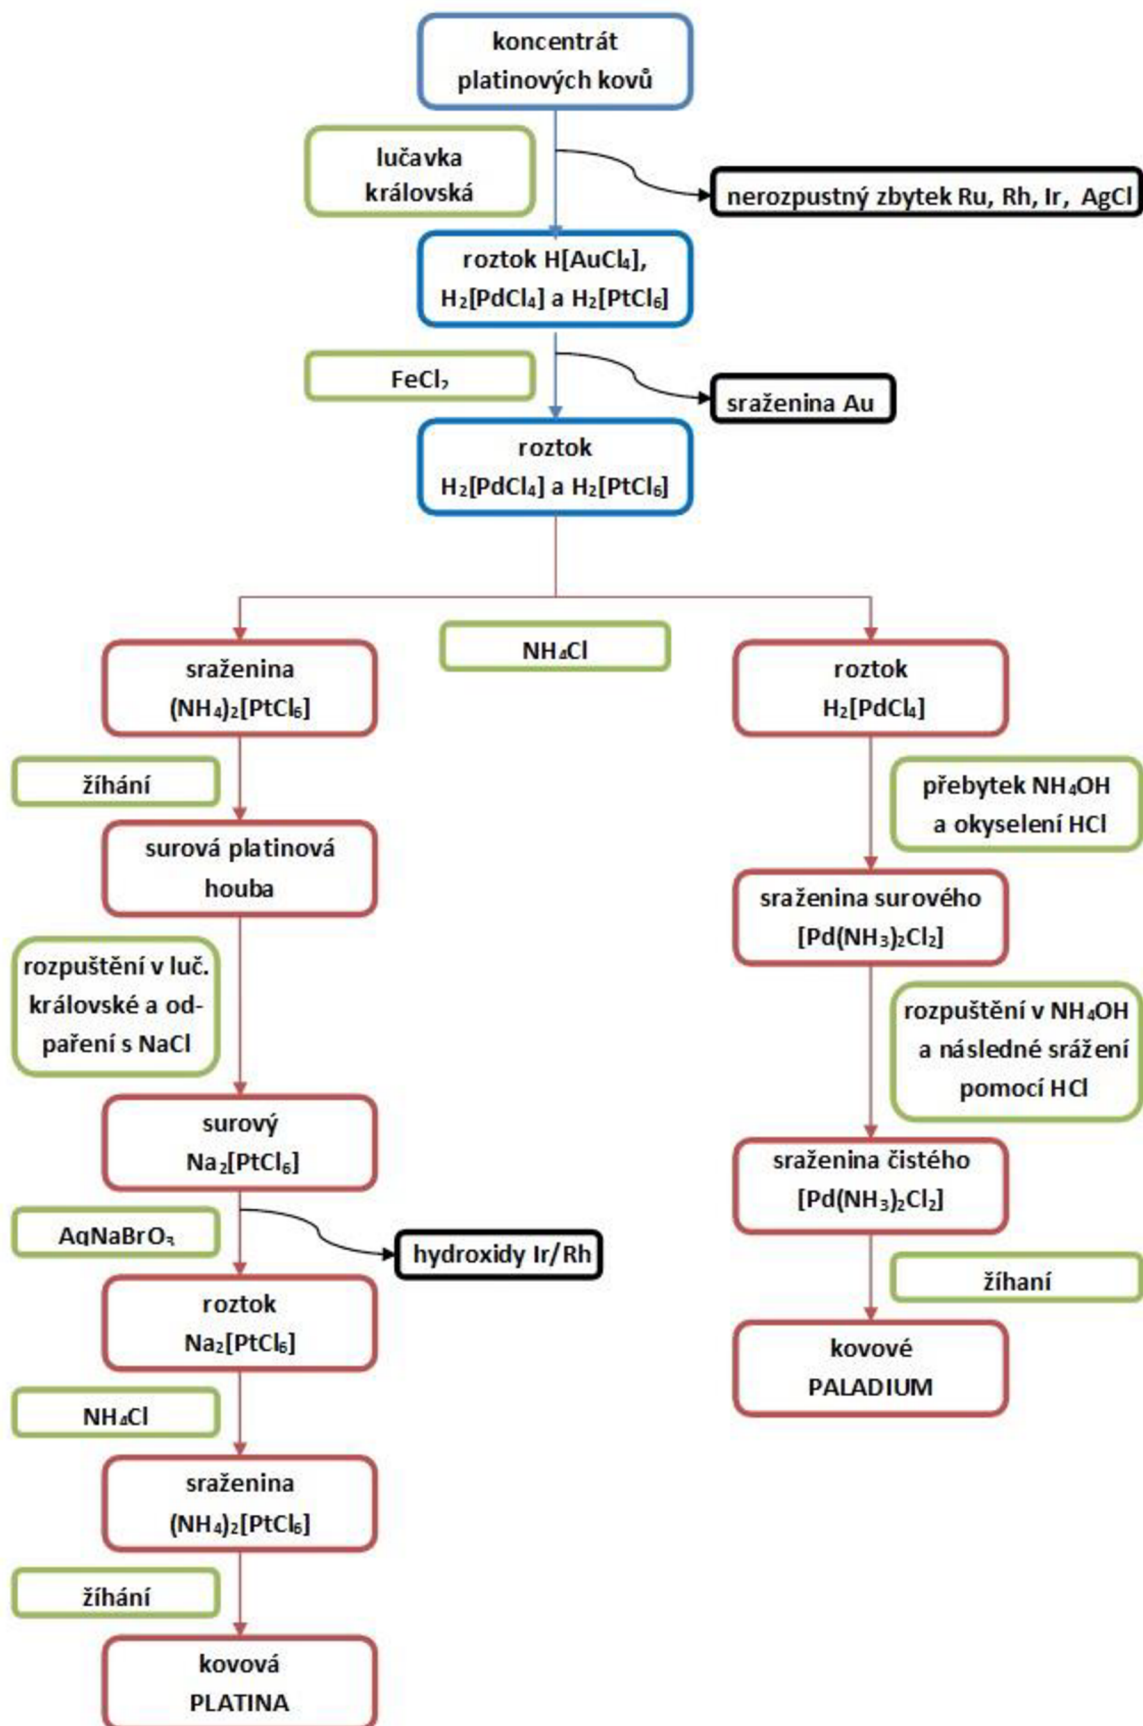 koncentrát
platinových kovů
lučavka
královská
nerozpustný zbytek Ru, Rh, Ir, AgCl
roztok H[AuCl₄],
H₂[PdCl₄] a H₂[PtCl₆]
FeCl₂
sraženina Au
roztok
H₂[PdCl₄] a H₂[PtCl₆]
NH₄Cl
sraženina
(NH₄)₂[PtCl₆]
žíhání
surová platinová
houba
rozpuštění v luč.
královské a od-
paření s NaCl
surový
Na₂[PtCl₆]
AqNaBrO₃
hydroxidy Ir/Rh
roztok
Na₂[PtCl₆]
NH₄Cl
sraženina
(NH₄)₂[PtCl₆]
žíhání
kovová
PLATINA
roztok
H₂[PdCl₄]
přebytek NH₄OH
a okyselení HCl
sraženina surového
[Pd(NH₃)₂Cl₂]
rozpuštění v NH₄OH
a následné srážení
pomocí HCl
sraženina čistého
[Pd(NH₃)₂Cl₂]
žíhaní
kovové
PALADIUM